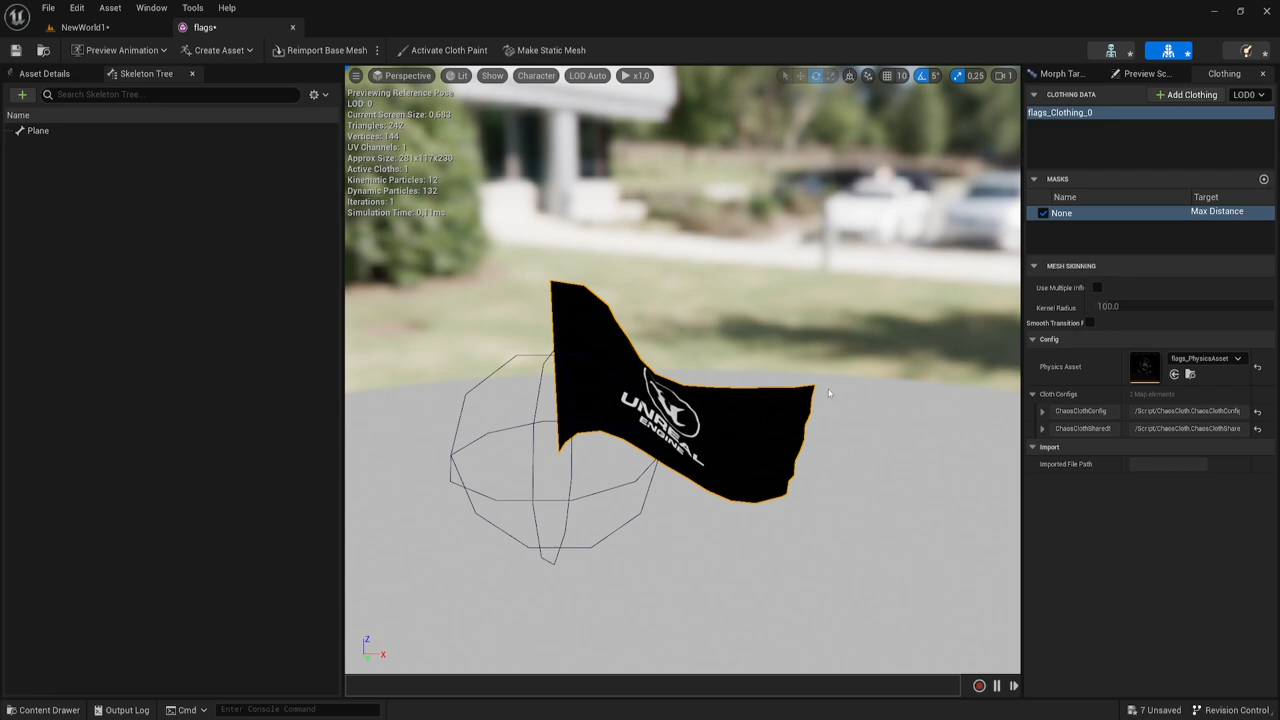 File Edit Asset Window Tools Help
NewWorld1• flags•
Preview Animation Create Asset Reimport Base Mesh Activate Cloth Paint Make Static Mesh
Asset Details Skeleton Tree
Search Skeleton Tree...
Name
Plane
Perspective Lit Show Character LOD Auto x1,0 10 5° 0,25 1
Previewing Reference Pose
LOD: 0
Current Screen Size: 0,683
Triangles: 242
Vertices: 144
UV Channels: 1
Approx Size: 281x117x230
Active Cloths: 1
Kinematic Particles: 12
Dynamic Particles: 132
Iterations: 1
Simulation Time: 0,11ms
UNREAL
ENGINE
Z
X
Morph Tar... Preview Sc... Clothing
CLOTHING DATA Add Clothing LOD0
flags_Clothing_0
MASKS
Name Target
None Max Distance
MESH SKINNING
Use Multiple Infl
Kernel Radius 100.0
Smooth Transition F
Config
Physics Asset flags_PhysicsAsset
Cloth Configs 2 Map elements
ChaosClothConfig /Script/ChaosCloth.ChaosClothConfig
ChaosClothShared /Script/ChaosCloth.ChaosClothShare
Import
Imported File Path
Content Drawer Output Log Cmd Enter Console Command 7 Unsaved Revision Control